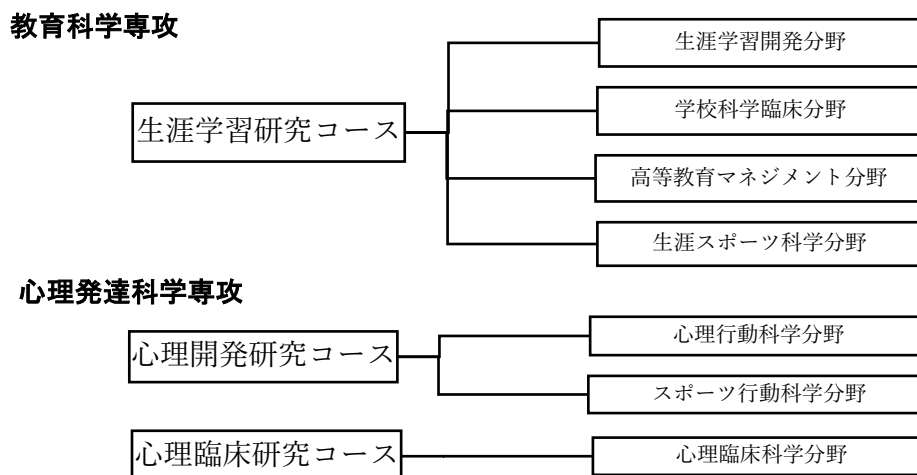 教育科学専攻
生涯学習開発分野
学校科学臨床分野
生涯学習研究コース
高等教育マネジメント分野
生涯スポーツ科学分野
心理発達科学専攻
心理行動科学分野
心理開発研究コース
スポーツ行動科学分野
心理臨床研究コース
心理臨床科学分野